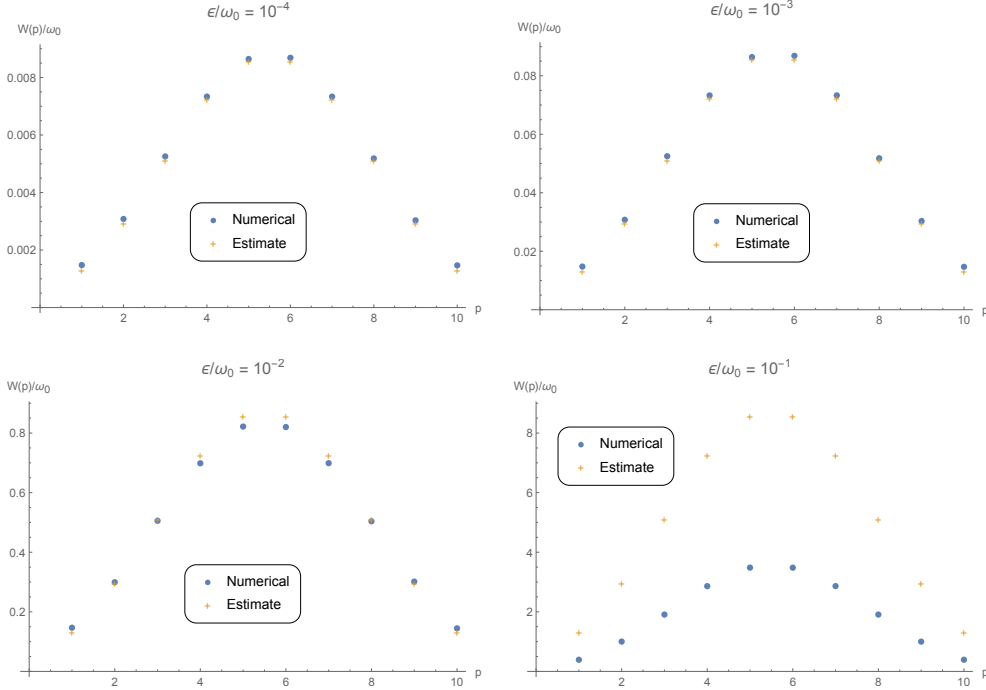 ϵ/ω₀ = 10⁻⁴
W(p)/ω₀
0.008
0.006
0.004
0.002
Numerical
Estimate
2 4 6 8 10 p
ϵ/ω₀ = 10⁻³
W(p)/ω₀
0.08
0.06
0.04
0.02
Numerical
Estimate
2 4 6 8 10 p
ϵ/ω₀ = 10⁻²
W(p)/ω₀
0.8
0.6
0.4
0.2
Numerical
Estimate
2 4 6 8 10 p
ϵ/ω₀ = 10⁻¹
W(p)/ω₀
8
6
4
2
Numerical
Estimate
2 4 6 8 10 p